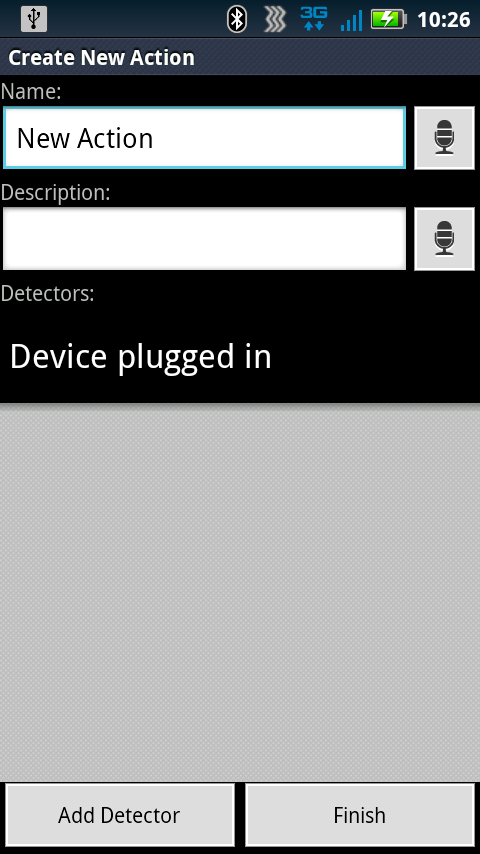 3G 10:26
Create New Action
Name:
New Action
Description:
Detectors:
Device plugged in
Add Detector Finish